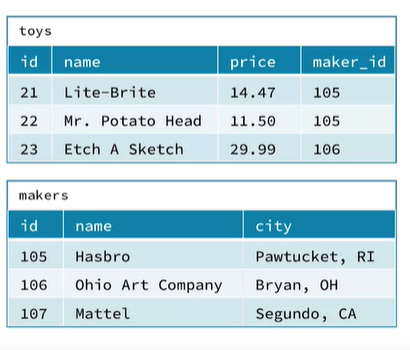 toys
id name price maker_id
21 Lite-Brite 14.47 105
22 Mr. Potato Head 11.50 105
23 Etch A Sketch 29.99 106
makers
id name city
105 Hasbro Pawtucket, RI
106 Ohio Art Company Bryan, OH
107 Mattel Segundo, CA